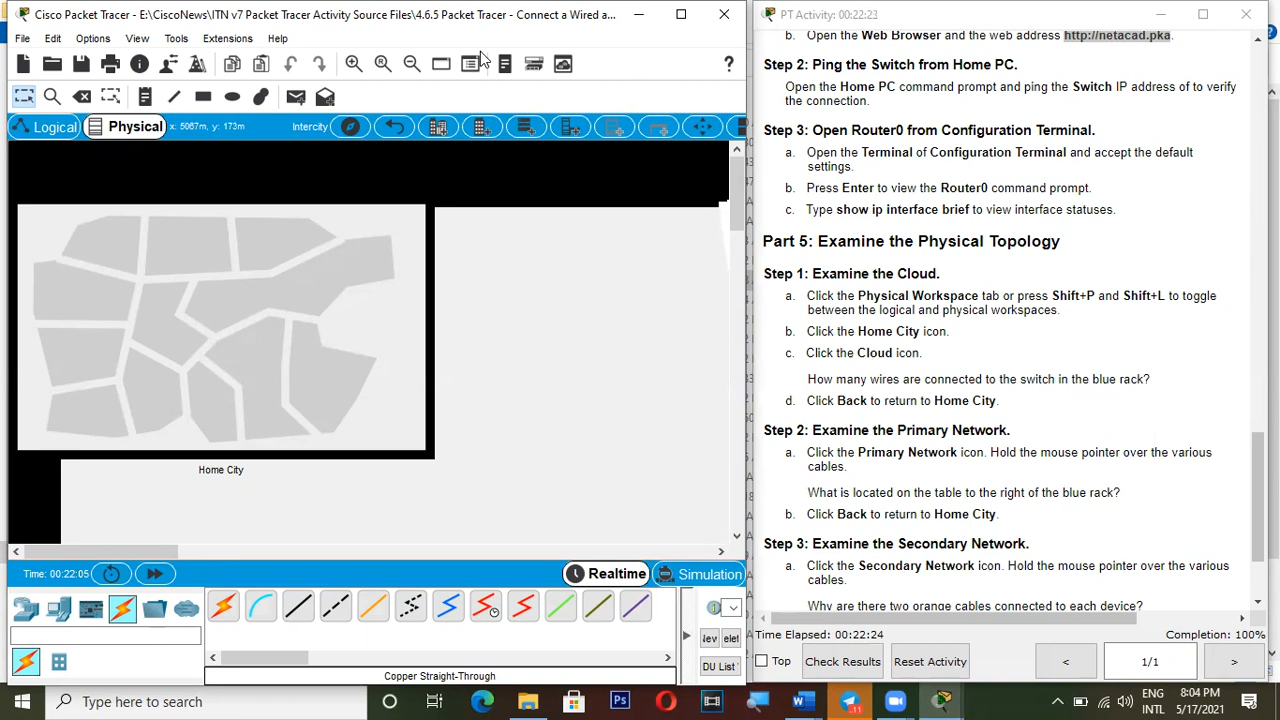 Cisco Packet Tracer - E:\CiscoNews\ITN v7 Packet Tracer Activity Source Files\4.6.5 Packet Tracer - Connect a Wired a...
File Edit Options View Tools Extensions Help
?
Logical Physical x: 5067m, y: 173m Intercity
Home City
Time: 00:22:05 Realtime Simulation
Copper Straight-Through
DU List
PT Activity: 00:22:23
b. Open the Web Browser and the web address http://netacad.pka.
Step 2: Ping the Switch from Home PC.
Open the Home PC command prompt and ping the Switch IP address of to verify
the connection.
Step 3: Open Router0 from Configuration Terminal.
a. Open the Terminal of Configuration Terminal and accept the default
settings.
b. Press Enter to view the Router0 command prompt.
c. Type show ip interface brief to view interface statuses.
Part 5: Examine the Physical Topology
Step 1: Examine the Cloud.
a. Click the Physical Workspace tab or press Shift+P and Shift+L to toggle
between the logical and physical workspaces.
b. Click the Home City icon.
c. Click the Cloud icon.
How many wires are connected to the switch in the blue rack?
d. Click Back to return to Home City.
Step 2: Examine the Primary Network.
a. Click the Primary Network icon. Hold the mouse pointer over the various
cables.
What is located on the table to the right of the blue rack?
b. Click Back to return to Home City.
Step 3: Examine the Secondary Network.
a. Click the Secondary Network icon. Hold the mouse pointer over the various
cables.
Why are there two orange cables connected to each device?
Time Elapsed: 00:22:24 Completion: 100%
Top Check Results Reset Activity < 1/1 >
Type here to search
Ps
11
ENG
INTL
8:04 PM
5/17/2021